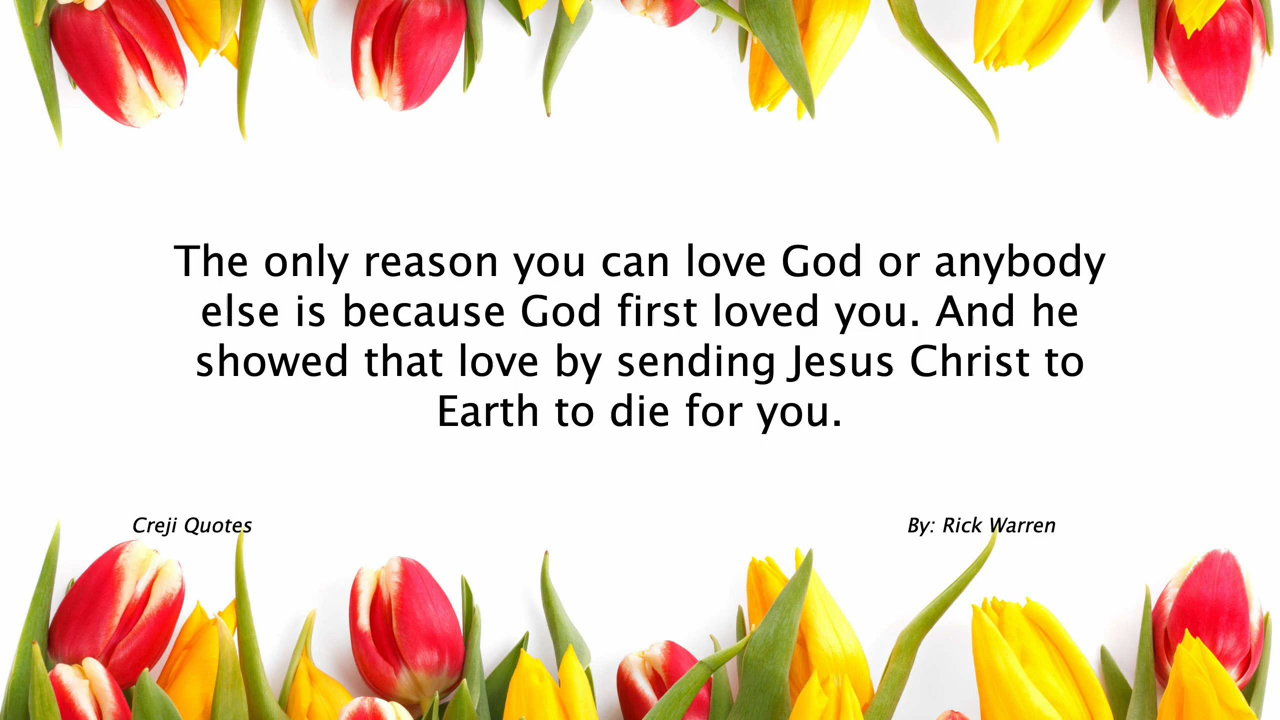 The only reason you can love God or anybody
else is because God first loved you. And he
showed that love by sending Jesus Christ to
Earth to die for you.
Creji Quotes
By: Rick Warren